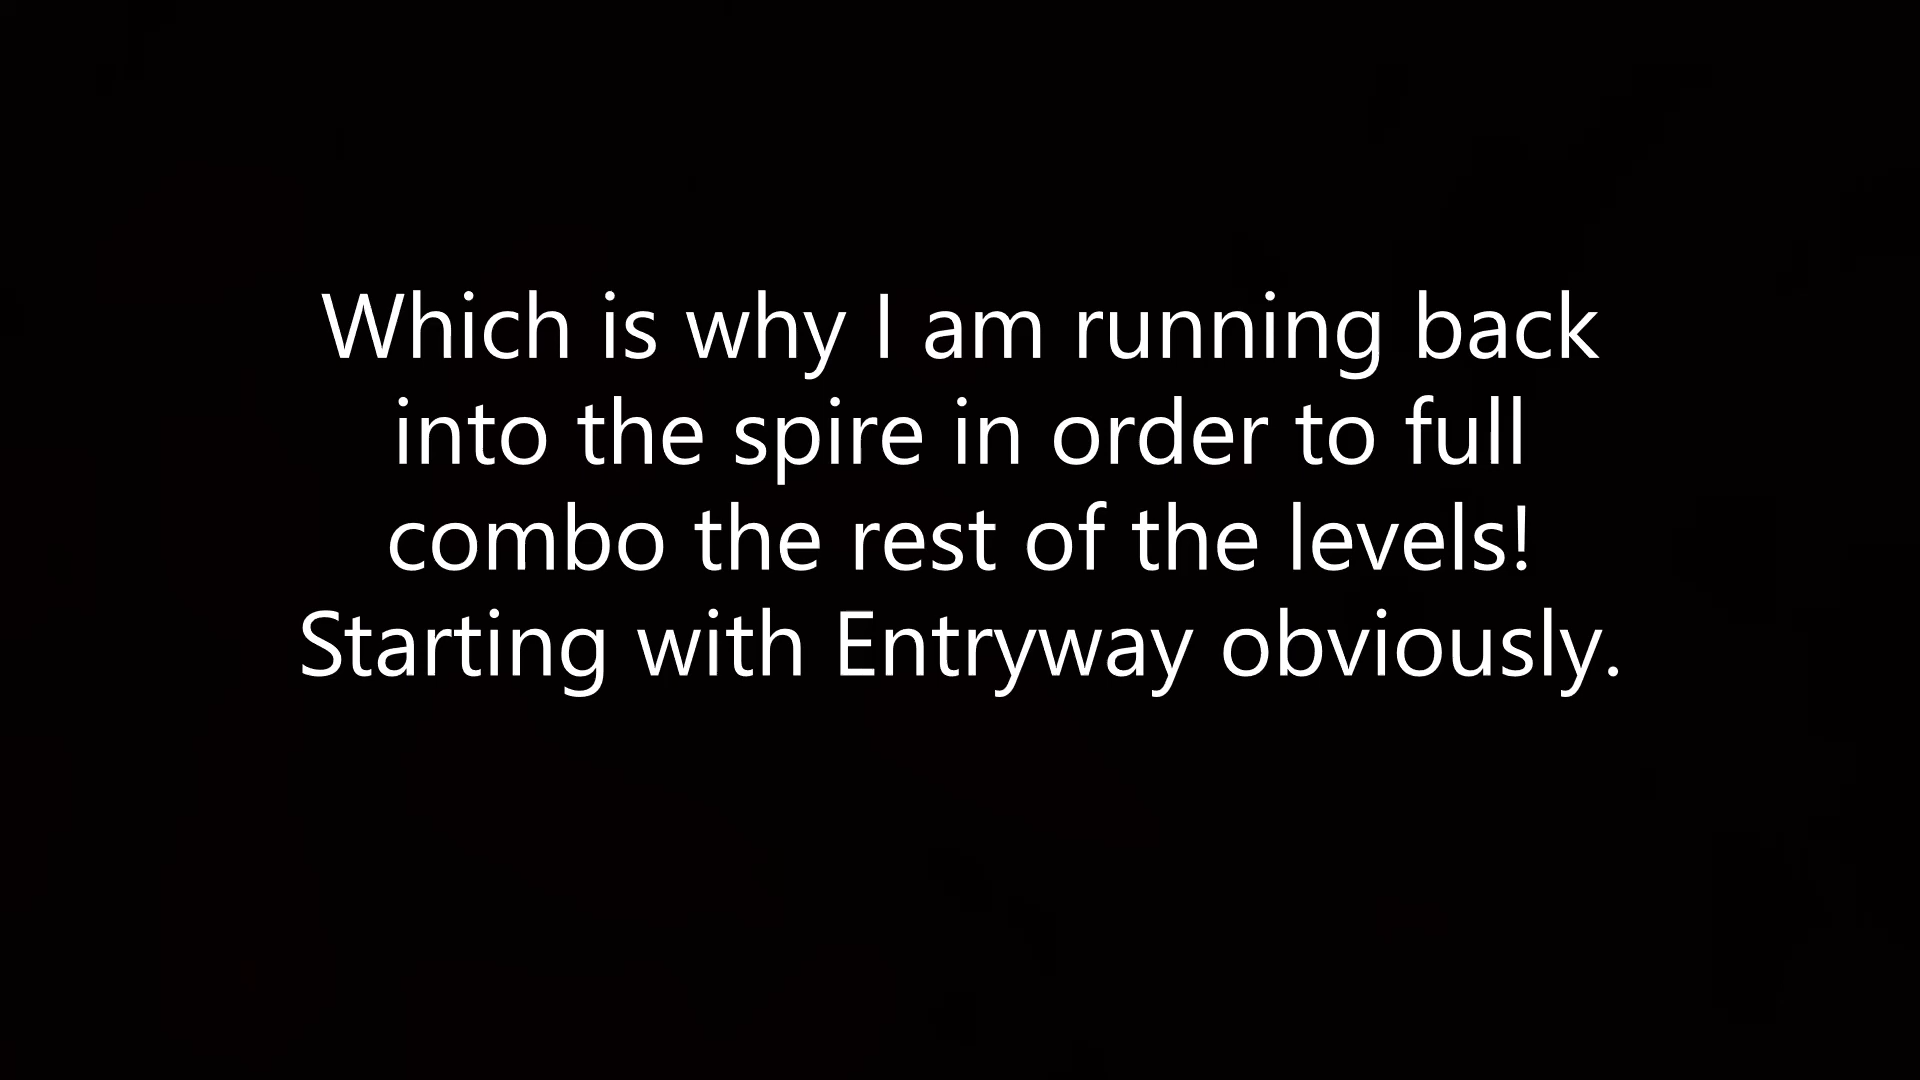 Which is why I am running back
into the spire in order to full
combo the rest of the levels!
Starting with Entryway obviously.